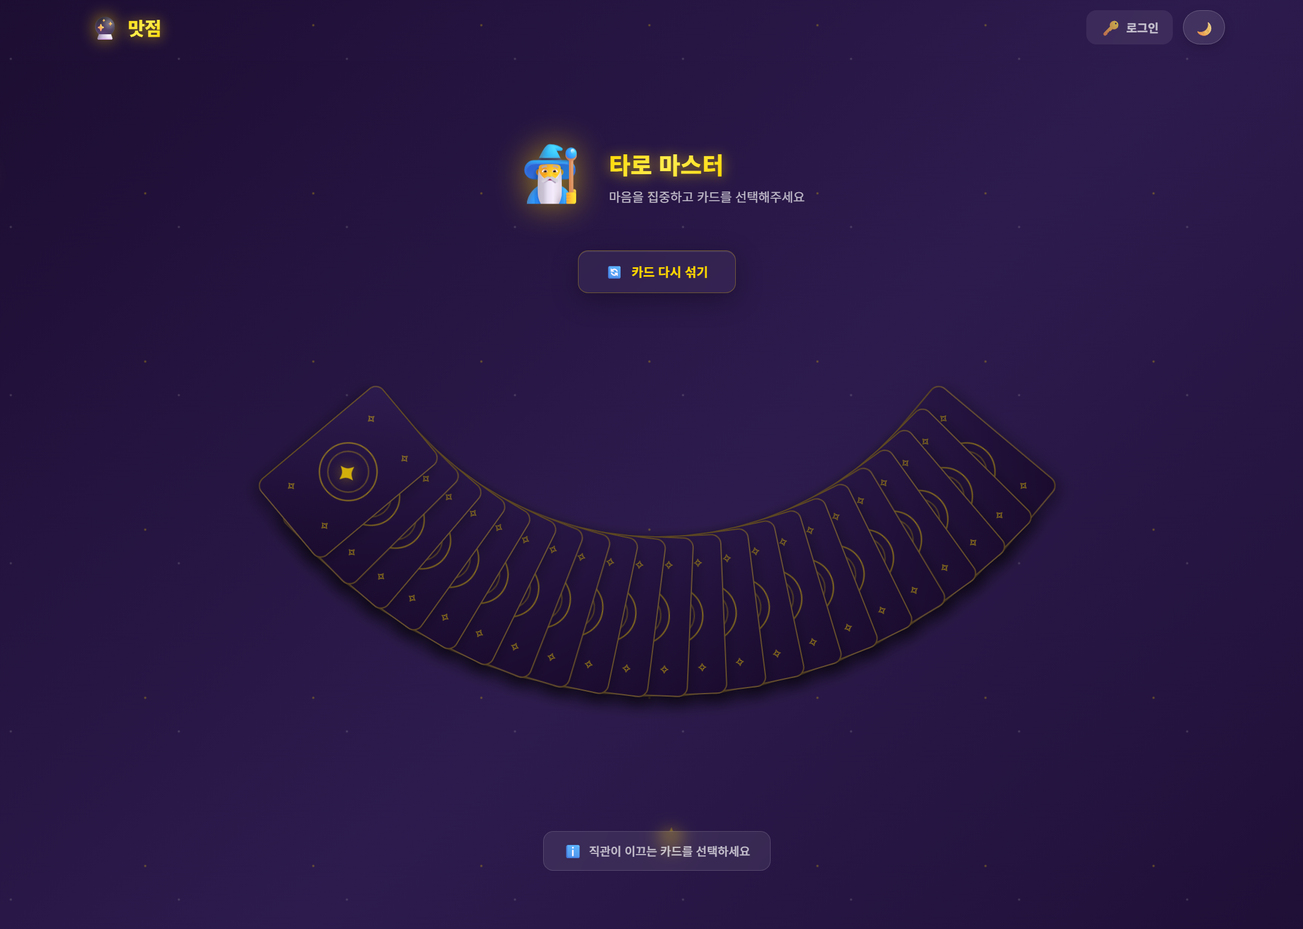 맛점
로그인
타로 마스터
마음을 집중하고 카드를 선택해주세요
카드 다시 섞기
직관이 이끄는 카드를 선택하세요